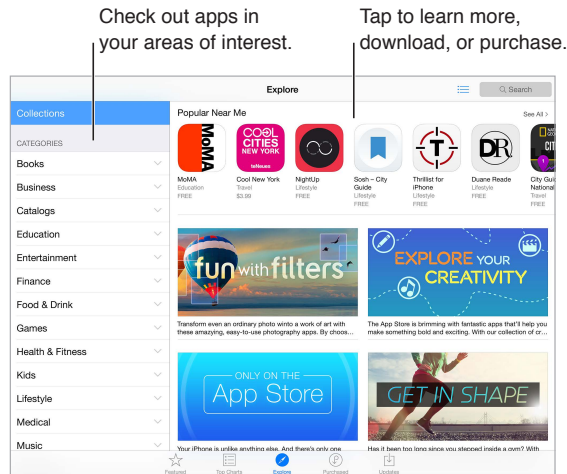 Check out apps in
your areas of interest.
Tap to learn more,
download, or purchase.
Explore
Search
Collections
CATEGORIES
Books
Business
Catalogs
Education
Entertainment
Finance
Food & Drink
Games
Health & Fitness
Kids
Lifestyle
Medical
Music
Popular Near Me
See All >
MoMA
COOL
CITIES
NEW YORK
teNeues
T
DR
CIT
MoMA
Education
FREE
Cool New York
Travel
$3.99
NightUp
Lifestyle
FREE
Sosh – City
Guide
Lifestyle
FREE
Thrillist for
iPhone
Lifestyle
FREE
Duane Reade
Lifestyle
FREE
City Guid
National
Travel
FREE
fun with filters
Transform even an ordinary photo winto a work of art with
these amazying, easy-to-use photography apps. By choos...
EXPLORE YOUR
CREATIVITY
The App Store is brimming with fantastic apps that'll help you
make something bold and exciting. With our collection of cr...
ONLY ON THE
App Store
Your iPhone is unlike anything else. And there's only one
GET IN SHAPE
Has it been too long since you stepped inside a gym? With
Featured
Top Charts
Explore
Purchased
Updates